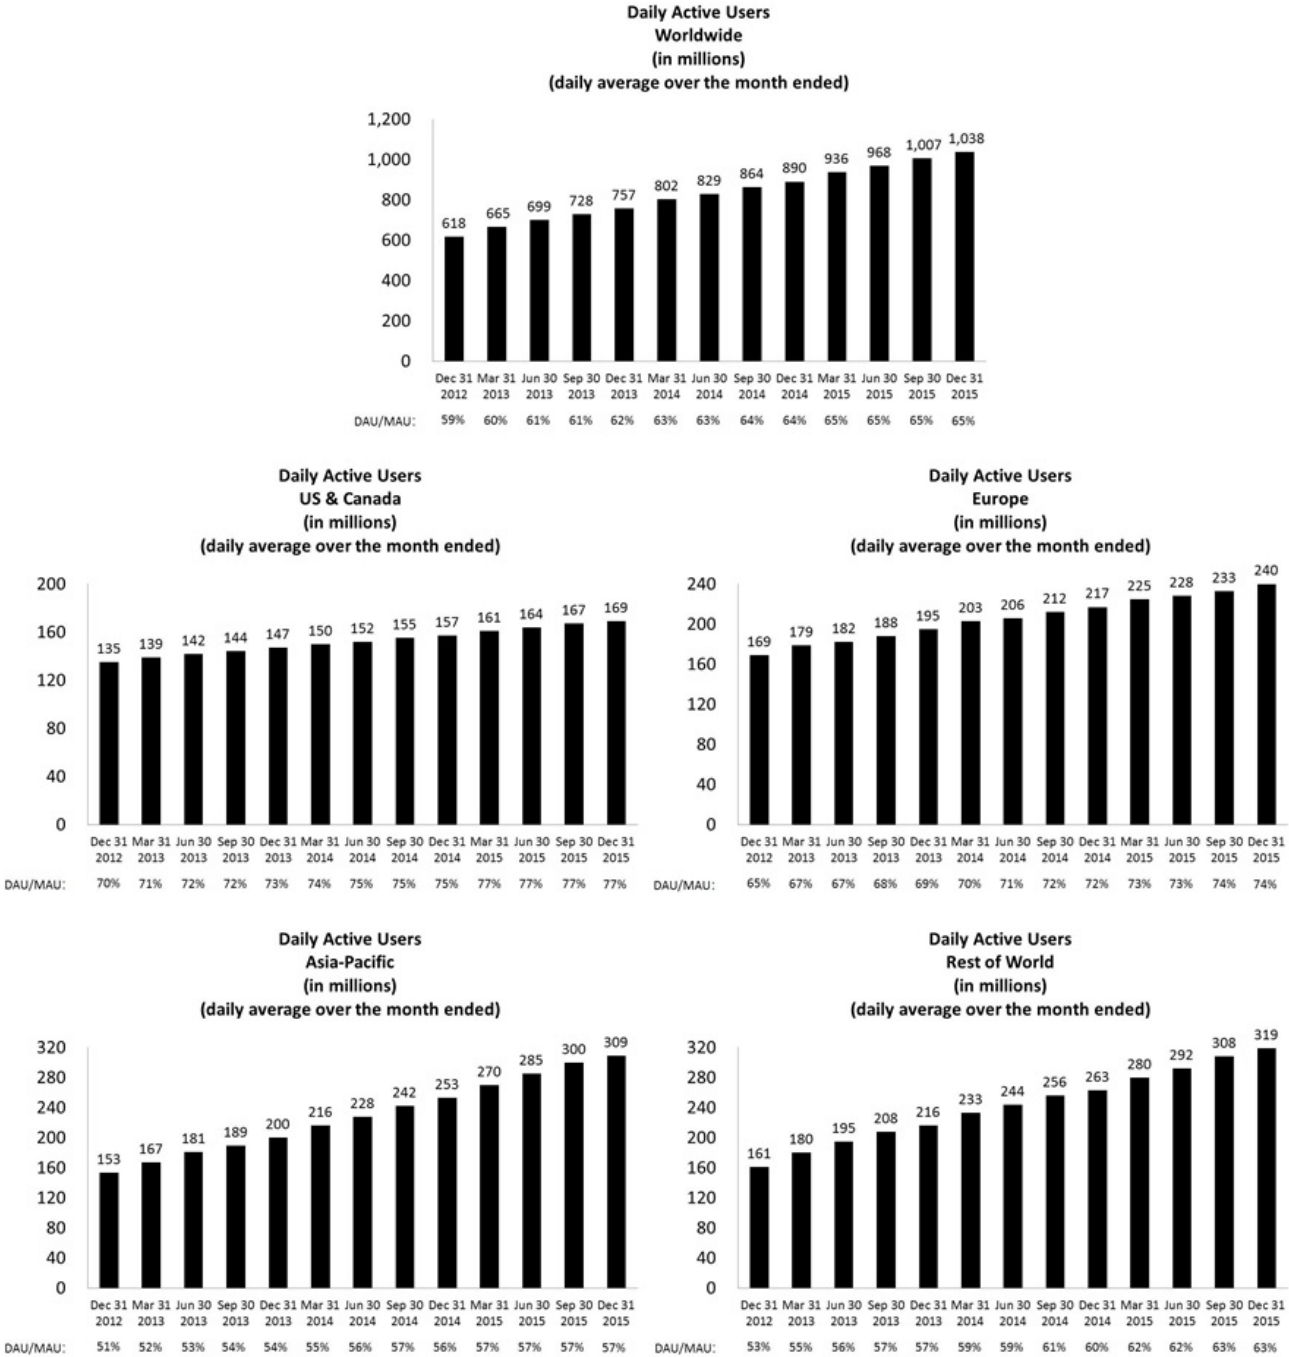 Daily Active Users
Worldwide
(in millions)
(daily average over the month ended)
1,200
1,000
800
600
400
200
0
618 665 699 728 757 802 829 864 890 936 968 1,007 1,038
Dec 31 Mar 31 Jun 30 Sep 30 Dec 31 Mar 31 Jun 30 Sep 30 Dec 31 Mar 31 Jun 30 Sep 30 Dec 31
2012 2013 2013 2013 2013 2014 2014 2014 2014 2015 2015 2015 2015
DAU/MAU: 59% 60% 61% 61% 62% 63% 63% 64% 64% 65% 65% 65% 65%
Daily Active Users
US & Canada
(in millions)
(daily average over the month ended)
200
160
120
80
40
0
135 139 142 144 147 150 152 155 157 161 164 167 169
Dec 31 Mar 31 Jun 30 Sep 30 Dec 31 Mar 31 Jun 30 Sep 30 Dec 31 Mar 31 Jun 30 Sep 30 Dec 31
2012 2013 2013 2013 2013 2014 2014 2014 2014 2015 2015 2015 2015
DAU/MAU: 70% 71% 72% 72% 73% 74% 75% 75% 75% 77% 77% 77% 77%
Daily Active Users
Europe
(in millions)
(daily average over the month ended)
240
200
160
120
80
40
0
169 179 182 188 195 203 206 212 217 225 228 233 240
Dec 31 Mar 31 Jun 30 Sep 30 Dec 31 Mar 31 Jun 30 Sep 30 Dec 31 Mar 31 Jun 30 Sep 30 Dec 31
2012 2013 2013 2013 2013 2014 2014 2014 2014 2015 2015 2015 2015
DAU/MAU: 65% 67% 67% 68% 69% 70% 71% 72% 72% 73% 73% 74% 74%
Daily Active Users
Asia-Pacific
(in millions)
(daily average over the month ended)
320
280
240
200
160
120
80
40
0
153 167 181 189 200 216 228 242 253 270 285 300 309
Dec 31 Mar 31 Jun 30 Sep 30 Dec 31 Mar 31 Jun 30 Sep 30 Dec 31 Mar 31 Jun 30 Sep 30 Dec 31
2012 2013 2013 2013 2013 2014 2014 2014 2014 2015 2015 2015 2015
DAU/MAU: 51% 52% 53% 54% 54% 55% 56% 57% 56% 57% 57% 57% 57%
Daily Active Users
Rest of World
(in millions)
(daily average over the month ended)
320
280
240
200
160
120
80
40
0
161 180 195 208 216 233 244 256 263 280 292 308 319
Dec 31 Mar 31 Jun 30 Sep 30 Dec 31 Mar 31 Jun 30 Sep 30 Dec 31 Mar 31 Jun 30 Sep 30 Dec 31
2012 2013 2013 2013 2013 2014 2014 2014 2014 2015 2015 2015 2015
DAU/MAU: 53% 55% 56% 57% 57% 59% 59% 61% 60% 62% 62% 63% 63%